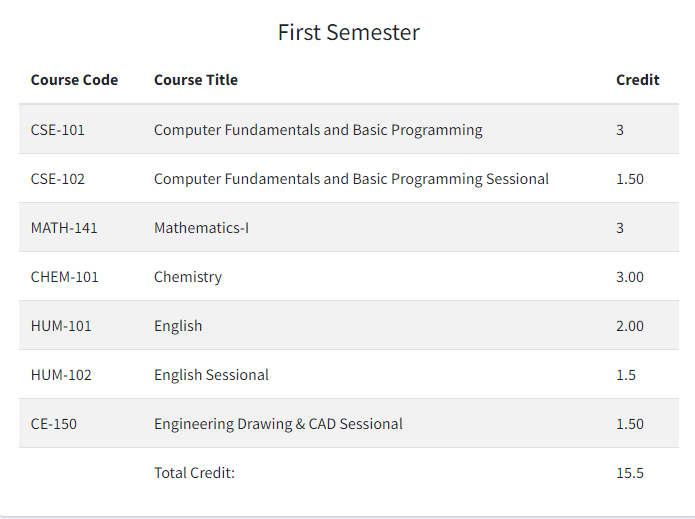 First Semester
Course Code Course Title Credit
CSE-101 Computer Fundamentals and Basic Programming 3
CSE-102 Computer Fundamentals and Basic Programming Sessional 1.50
MATH-141 Mathematics-I 3
CHEM-101 Chemistry 3.00
HUM-101 English 2.00
HUM-102 English Sessional 1.5
CE-150 Engineering Drawing & CAD Sessional 1.50
Total Credit: 15.5